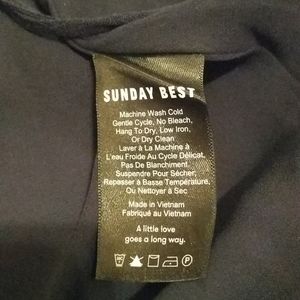 SUNDAY BEST
Machine Wash Cold
Gentle Cycle, No Bleach,
Hang To Dry, Low Iron,
Or Dry Clean
Laver À La Machine À
L'eau Froide Au Cycle Délicat,
Pas De Blanchiment,
Suspendre Pour Sécher,
Repasser à Basse Température,
Ou Nettoyer à Sec
Made in Vietnam
Fabriqué au Vietnam
A little love
goes a long way.
P